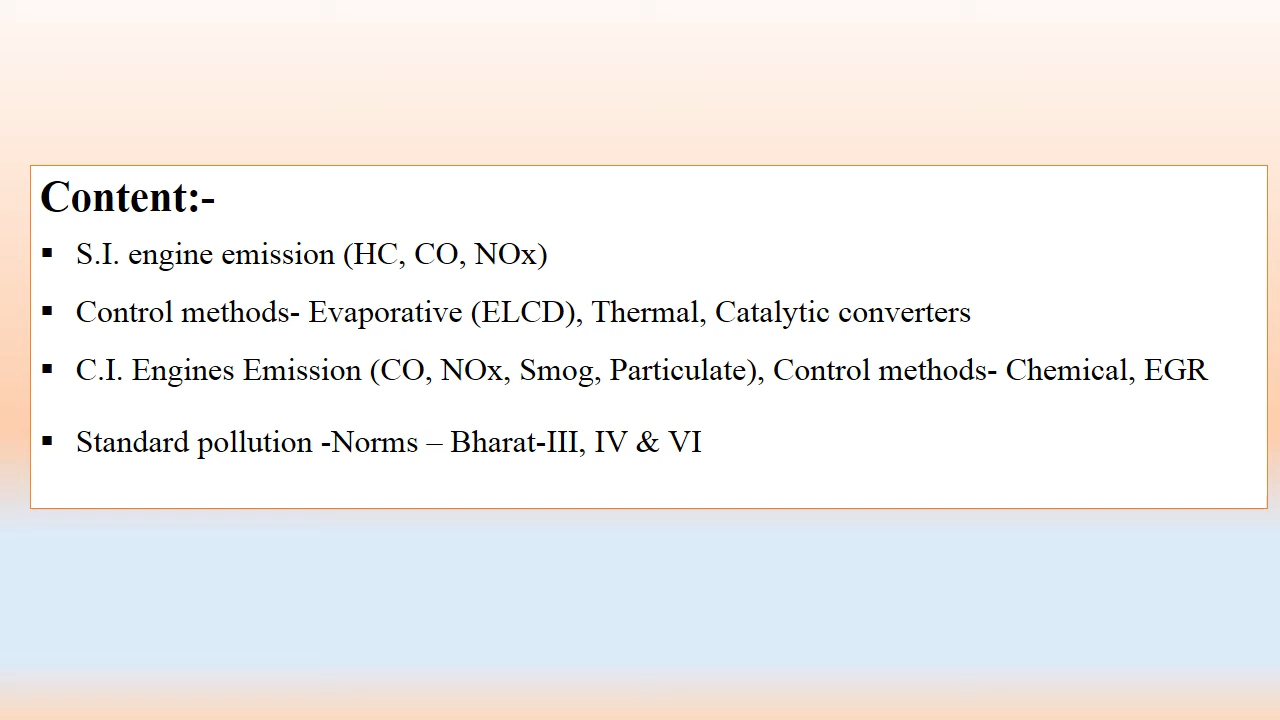 Content:-
▪ S.I. engine emission (HC, CO, NOx)
▪ Control methods- Evaporative (ELCD), Thermal, Catalytic converters
▪ C.I. Engines Emission (CO, NOx, Smog, Particulate), Control methods- Chemical, EGR
▪ Standard pollution -Norms – Bharat-III, IV & VI